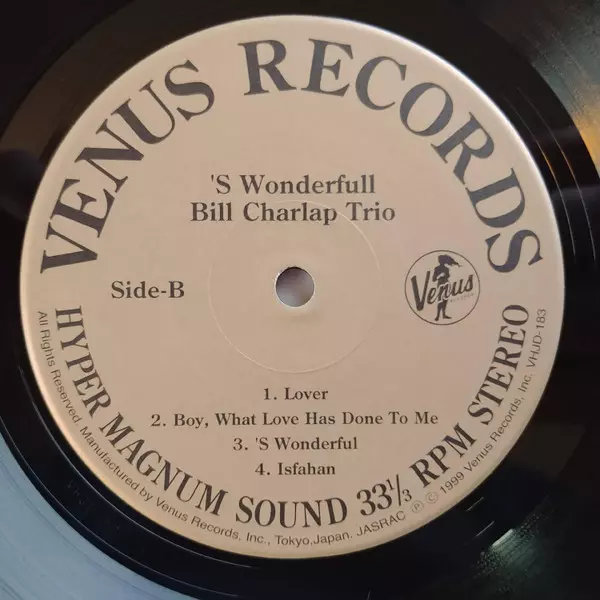 VENUS RECORDS
'S Wonderfull
Bill Charlap Trio
Side-B
Venus
1. Lover
2. Boy, What Love Has Done To Me
3. 'S Wonderful
4. Isfahan
HYPER MAGNUM SOUND 33 1/3 RPM STEREO
All Rights Reserved. Manufactured by Venus Records, Inc., Tokyo,Japan. JASRAC Ⓟ © 1999 Venus Records, Inc. VHJD-183